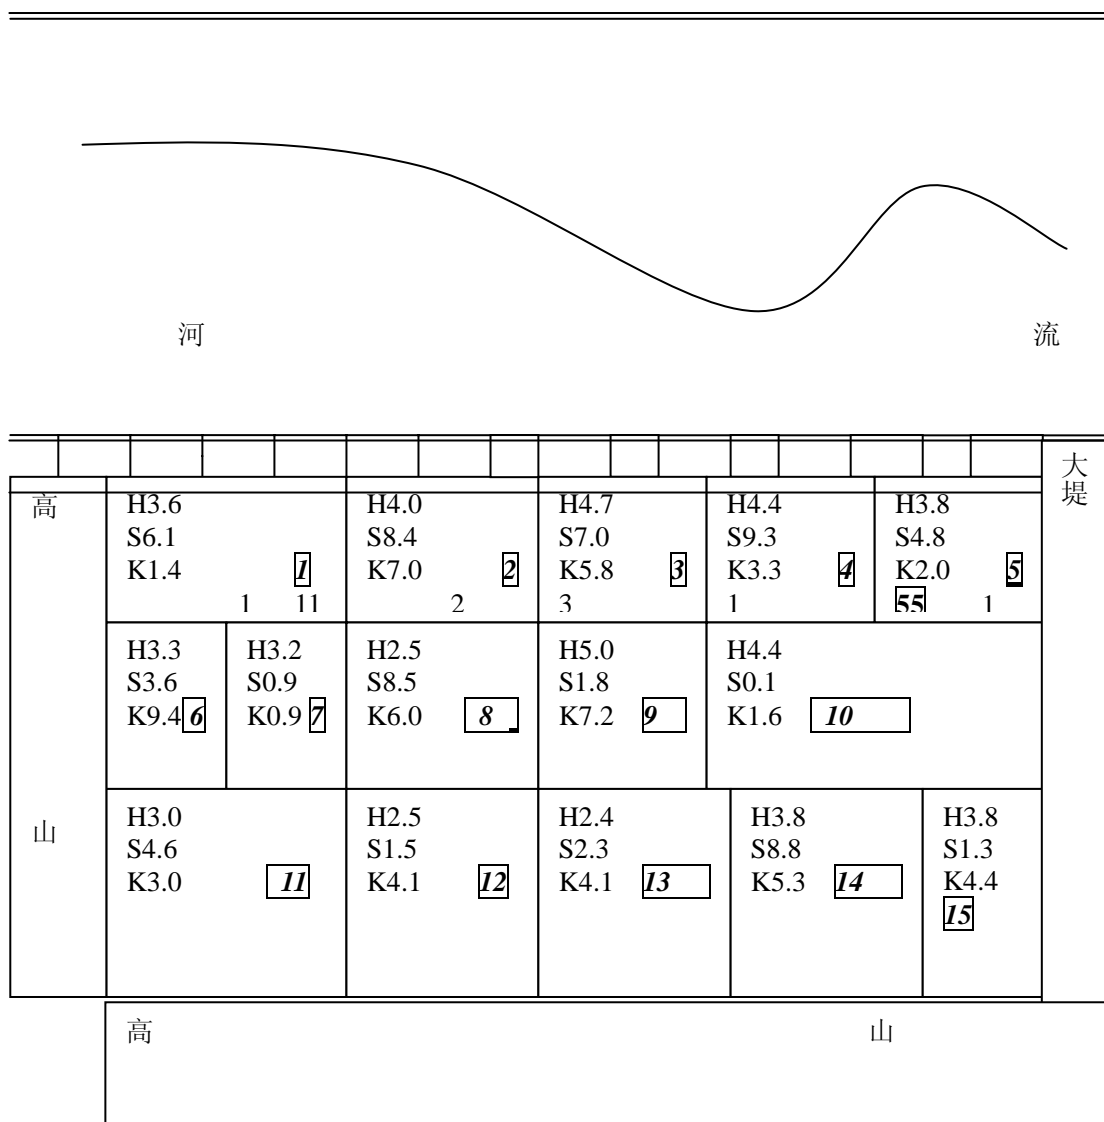 河 流
大
堤
高
H3.6
S6.1
K1.4 1
1 11
H4.0
S8.4
K7.0 2
2
H4.7
S7.0
K5.8 3
3
H4.4
S9.3
K3.3 4
1
H3.8
S4.8
K2.0 5
55 1
H3.3
S3.6
K9.4 6
H3.2
S0.9
K0.9 7
H2.5
S8.5
K6.0 8
H5.0
S1.8
K7.2 9
H4.4
S0.1
K1.6 10
山
H3.0
S4.6
K3.0 11
H2.5
S1.5
K4.1 12
H2.4
S2.3
K4.1 13
H3.8
S8.8
K5.3 14
H3.8
S1.3
K4.4
15
高 山